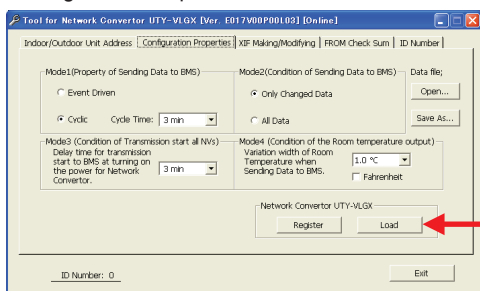 Tool for Network Convertor UTY-VLGX [Ver. E017V00P00L03] [Online]
Indoor/Outdoor Unit Address | Configuration Properties | XIF Making/Modifying | FROM Check Sum | ID Number
Mode1(Property of Sending Data to BMS)
Event Driven
Cyclic Cycle Time: 3 min
Mode2(Condition of Sending Data to BMS)
Only Changed Data
All Data
Data file;
Open...
Save As...
Mode3 (Condition of Transmission start all NVs)
Delay time for transmission
start to BMS at turning on
the power for Network
Convertor.
3 min
Mode4 (Condition of the Room temperature output)
Variation width of Room
Temperature when
Sending Data to BMS.
1.0 °C
Fahrenheit
Network Convertor UTY-VLGX
Register Load
ID Number: 0
Exit